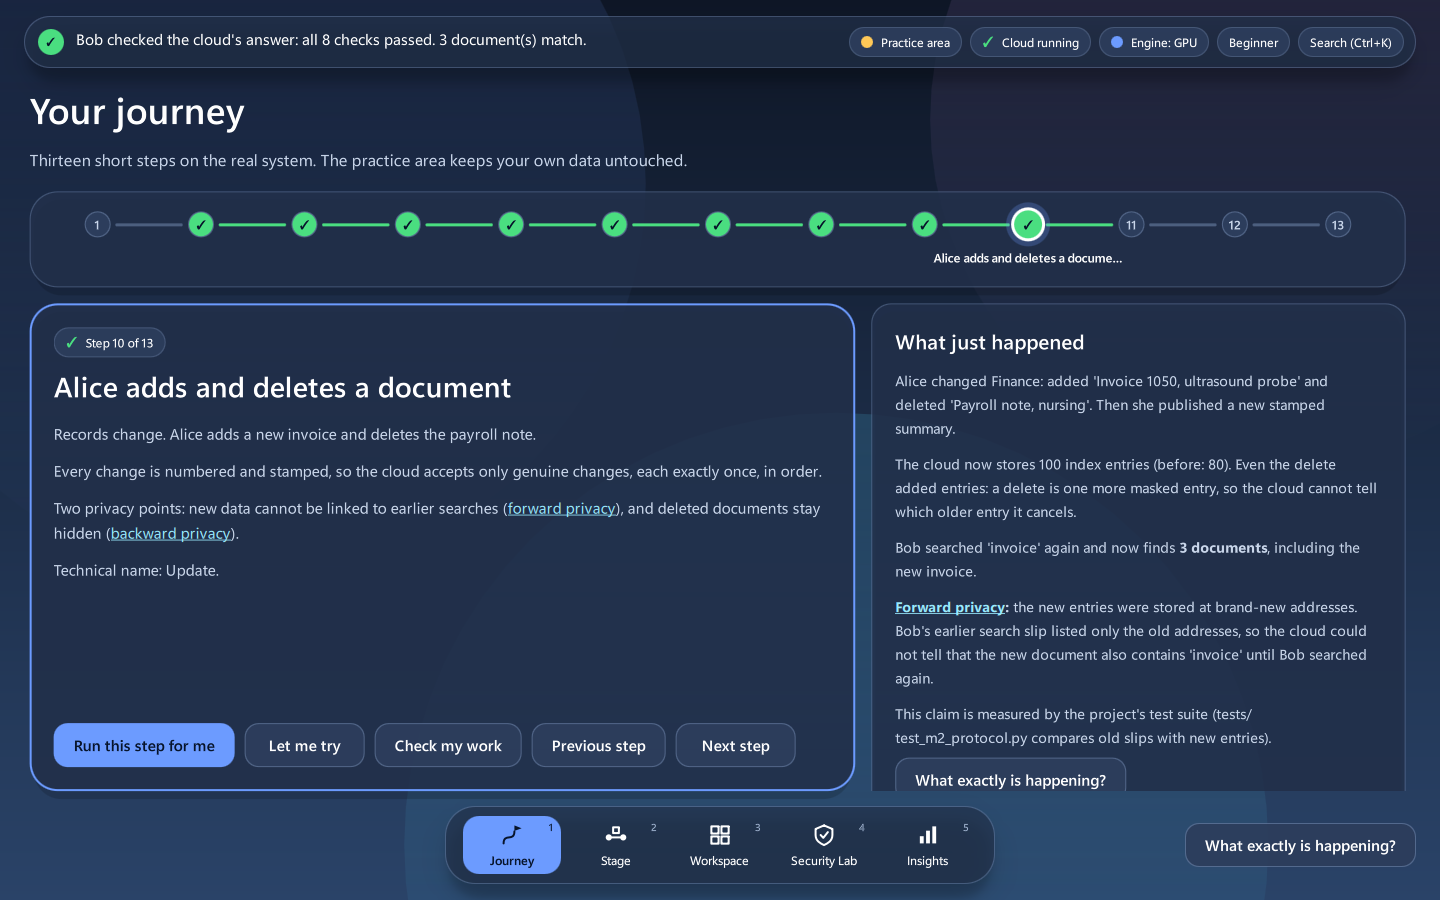 Bob checked the cloud's answer: all 8 checks passed. 3 document(s) match.
Practice area
Cloud running
Engine: GPU
Beginner
Search (Ctrl+K)
Your journey
Thirteen short steps on the real system. The practice area keeps your own data untouched.
1
11
12
13
Alice adds and deletes a docume...
Step 10 of 13
Alice adds and deletes a document
Records change. Alice adds a new invoice and deletes the payroll note.
Every change is numbered and stamped, so the cloud accepts only genuine changes, each exactly once, in order.
Two privacy points: new data cannot be linked to earlier searches (forward privacy), and deleted documents stay
hidden (backward privacy).
Technical name: Update.
Run this step for me
Let me try
Check my work
Previous step
Next step
What just happened
Alice changed Finance: added 'Invoice 1050, ultrasound probe' and
deleted 'Payroll note, nursing'. Then she published a new stamped
summary.
The cloud now stores 100 index entries (before: 80). Even the delete
added entries: a delete is one more masked entry, so the cloud cannot tell
which older entry it cancels.
Bob searched 'invoice' again and now finds 3 documents, including the
new invoice.
Forward privacy: the new entries were stored at brand-new addresses.
Bob's earlier search slip listed only the old addresses, so the cloud could
not tell that the new document also contains 'invoice' until Bob searched
again.
This claim is measured by the project's test suite (tests/
test_m2_protocol.py compares old slips with new entries).
What exactly is happening?
Journey
1
Stage
2
Workspace
3
Security Lab
4
Insights
5
What exactly is happening?